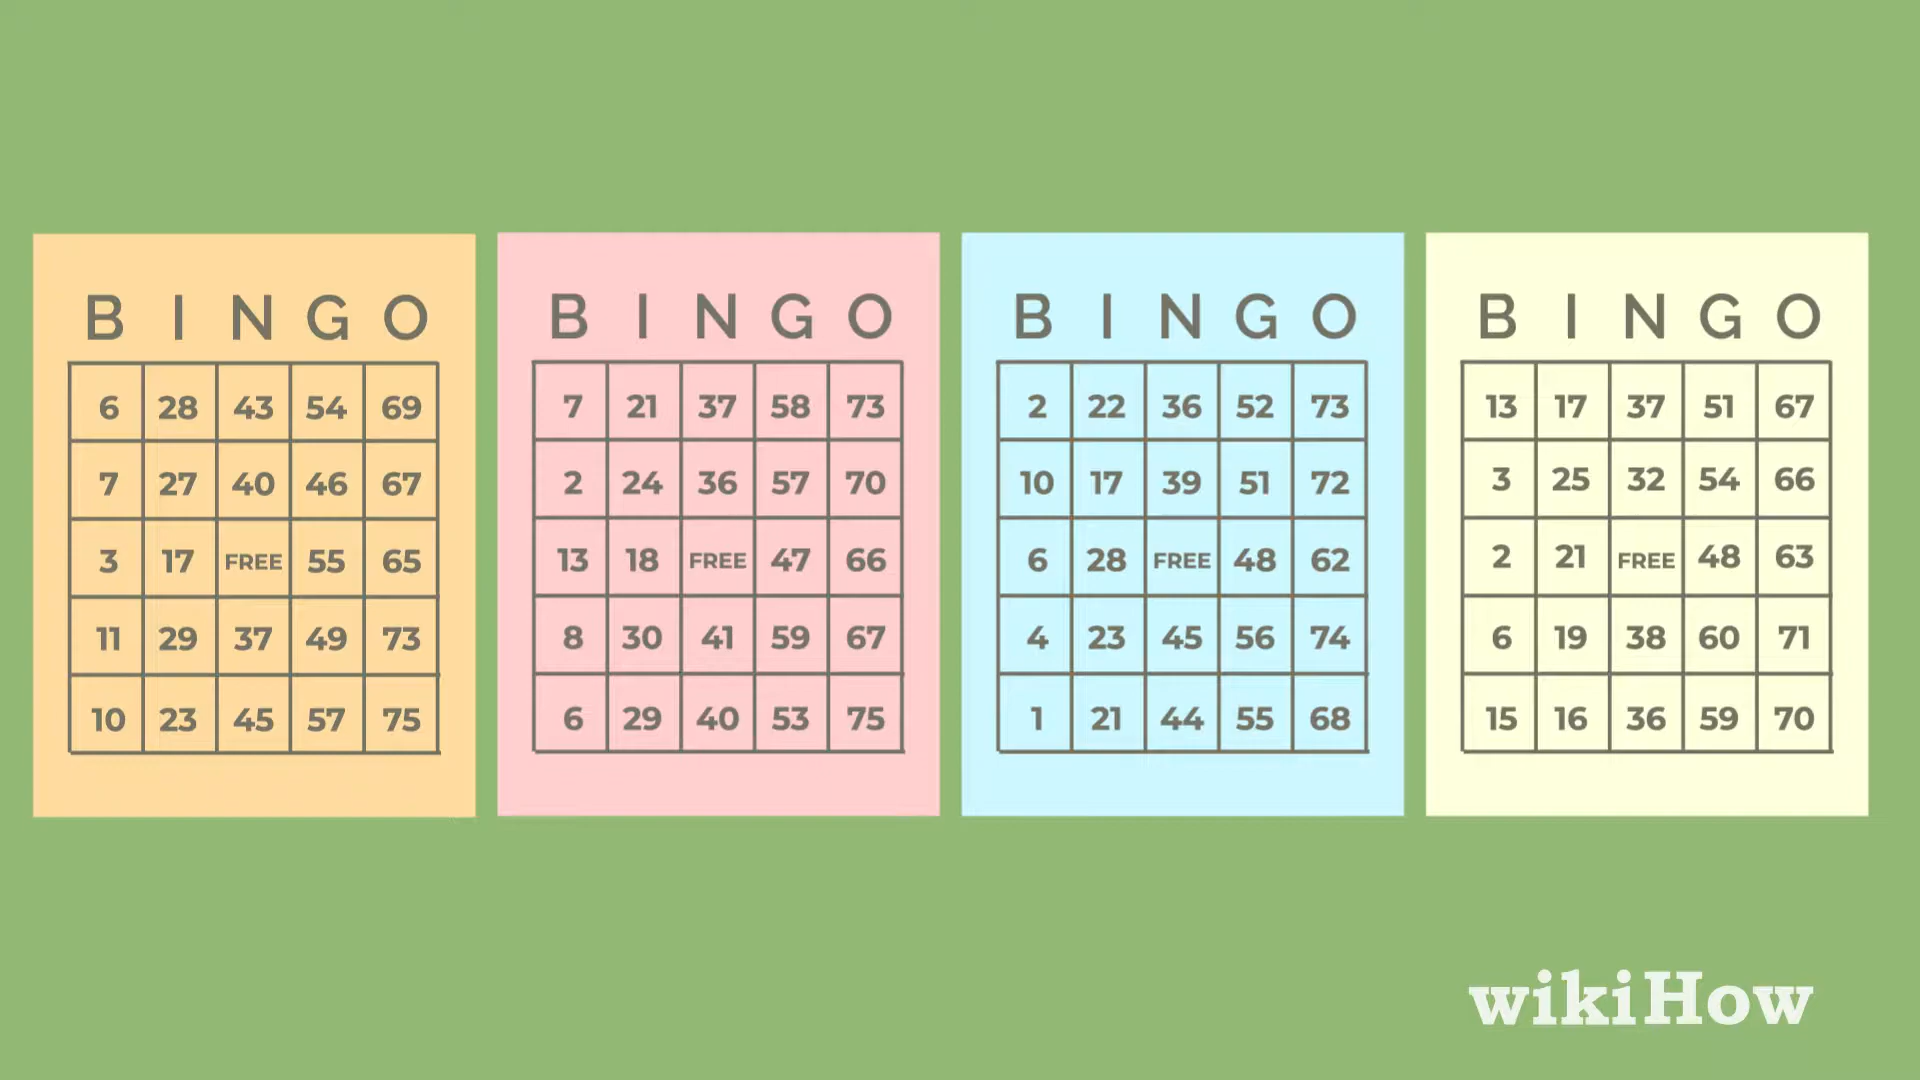 B I N G O
6 28 43 54 69
7 27 40 46 67
3 17 FREE 55 65
11 29 37 49 73
10 23 45 57 75
B I N G O
7 21 37 58 73
2 24 36 57 70
13 18 FREE 47 66
8 30 41 59 67
6 29 40 53 75
B I N G O
2 22 36 52 73
10 17 39 51 72
6 28 FREE 48 62
4 23 45 56 74
1 21 44 55 68
B I N G O
13 17 37 51 67
3 25 32 54 66
2 21 FREE 48 63
6 19 38 60 71
15 16 36 59 70
wikiHow